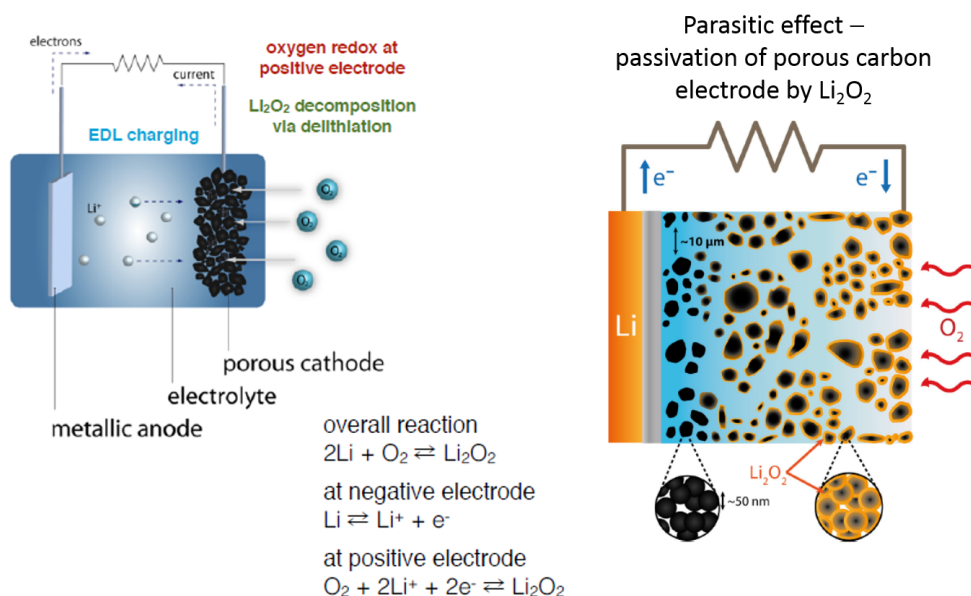 electrons
current
oxygen redox at
positive electrode
Li₂O₂ decomposition
via delithiation
EDL charging
Li⁺
O₂
O₂
O₂
O₂
porous cathode
electrolyte
metallic anode
overall reaction
2Li + O₂ ⇌ Li₂O₂
at negative electrode
Li ⇌ Li⁺ + e⁻
at positive electrode
O₂ + 2Li⁺ + 2e⁻ ⇌ Li₂O₂
Parasitic effect –
passivation of porous carbon
electrode by Li₂O₂
e⁻
e⁻
~10 µm
Li
O₂
Li₂O₂
~50 nm